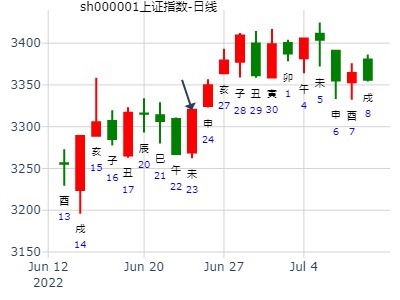 sh000001上证指数-日线
3400
3350
3300
3250
3200
3150
酉
13
戌
14
亥
15
子
16
丑
17
辰
20
巳
21
午
22
未
23
申
24
亥
27
子
28
丑
29
寅
30
卯
1
午
4
未
5
申
6
酉
7
戌
8
Jun 12
2022
Jun 20
Jun 27
Jul 4